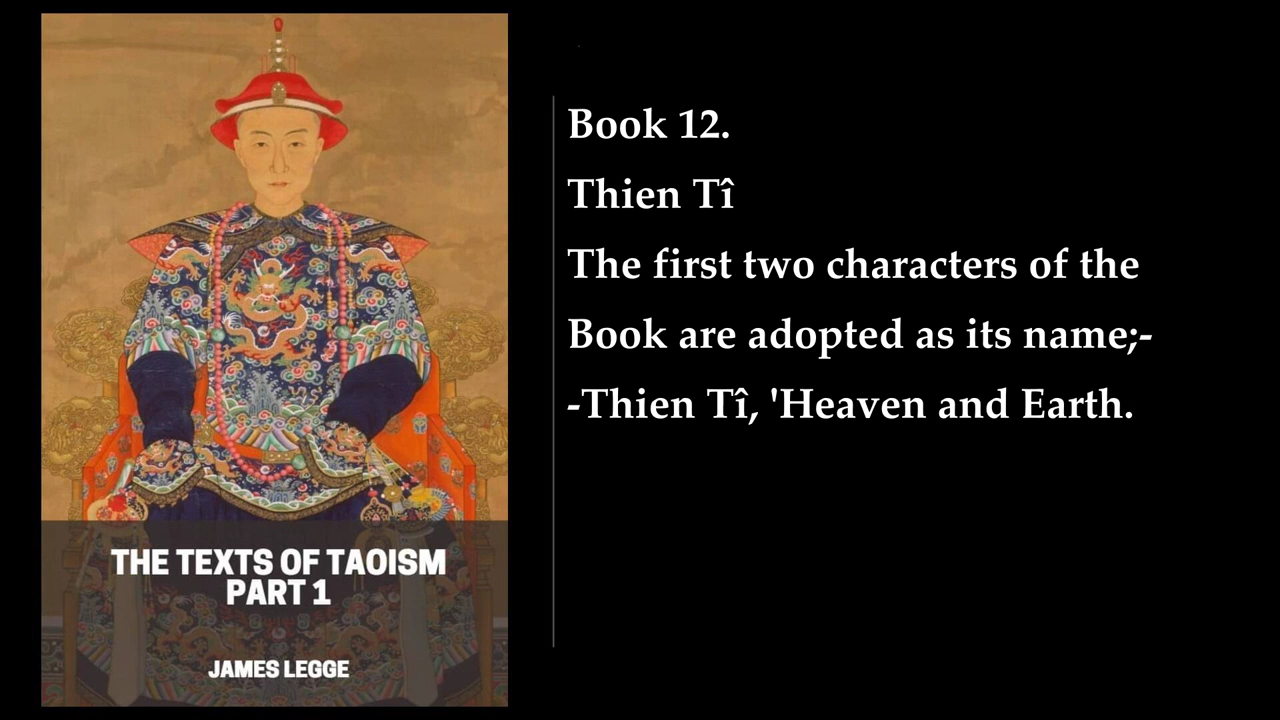 THE TEXTS OF TAOISM
PART 1
JAMES LEGGE
Book 12.
Thien Tî
The first two characters of the
Book are adopted as its name;-
-Thien Tî, 'Heaven and Earth.